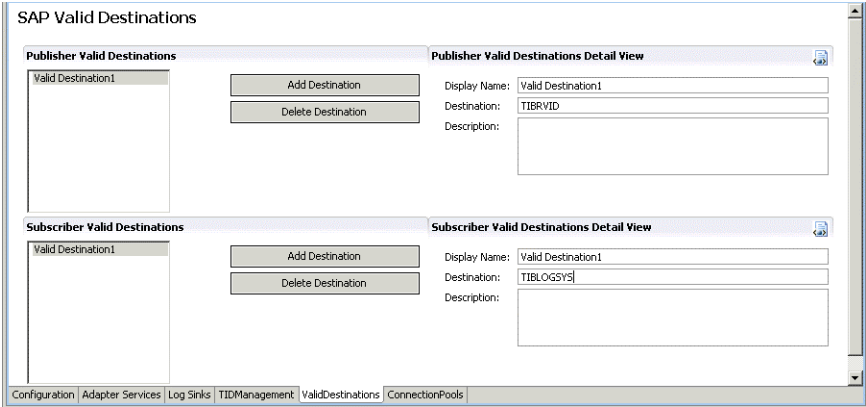 SAP Valid Destinations
Publisher Valid Destinations
Valid Destination1
Add Destination
Delete Destination
Publisher Valid Destinations Detail View
Display Name: Valid Destination1
Destination: TIBRVID
Description:
Subscriber Valid Destinations
Valid Destination1
Add Destination
Delete Destination
Subscriber Valid Destinations Detail View
Display Name: Valid Destination1
Destination: TIBLOGSYS
Description:
Configuration Adapter Services Log Sinks TIDManagement ValidDestinations ConnectionPools